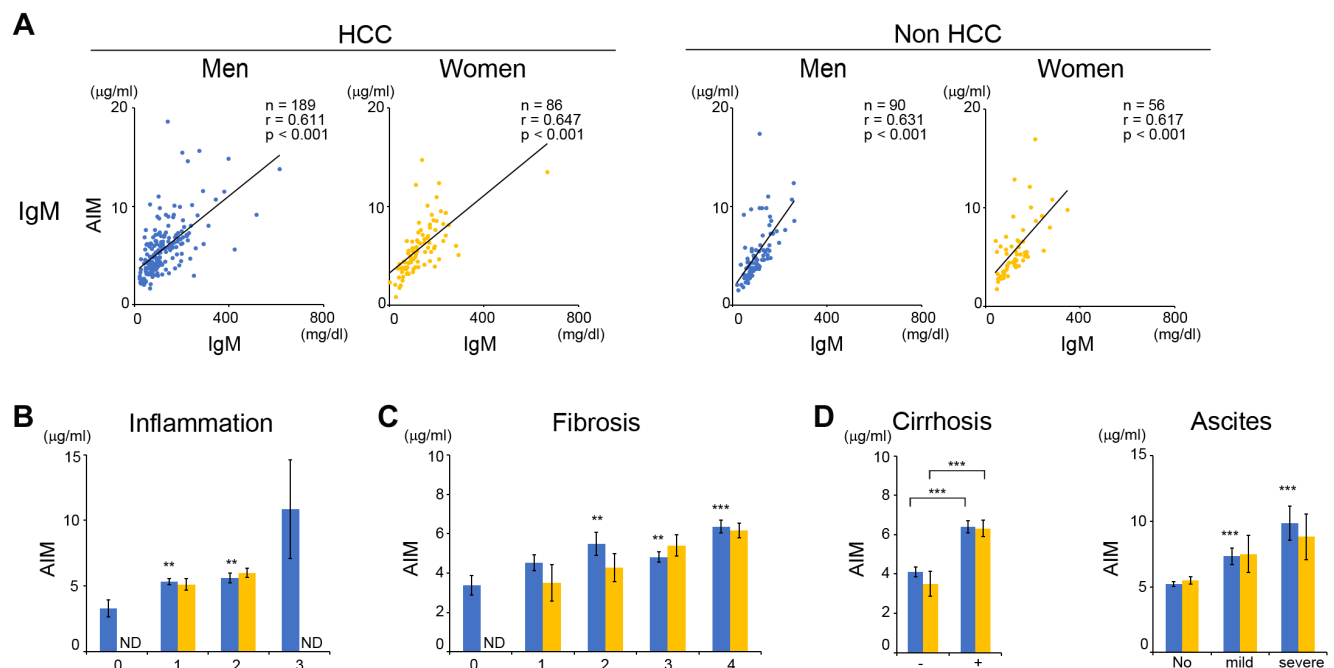 A
HCC
Non HCC
Men
Women
Men
Women
(μg/ml)
(μg/ml)
(μg/ml)
(μg/ml)
n = 189
r = 0.611
p < 0.001
n = 86
r = 0.647
p < 0.001
n = 90
r = 0.631
p < 0.001
n = 56
r = 0.617
p < 0.001
IgM
AIM
20
10
0
20
10
0
20
10
0
20
10
0
0 400 800
0 400 800
0 400 800
0 400 800
(mg/dl)
(mg/dl)
(mg/dl)
(mg/dl)
IgM
IgM
IgM
IgM
B
Inflammation
(μg/ml)
AIM
15
10
5
0
**
**
ND
ND
0 1 2 3
C
Fibrosis
(μg/ml)
AIM
10
8
6
4
2
0
**
**
***
ND
0 1 2 3 4
D
Cirrhosis
(μg/ml)
AIM
10
8
6
4
2
0
***
***
- +
Ascites
(μg/ml)
AIM
15
10
5
0
***
***
No mild severe